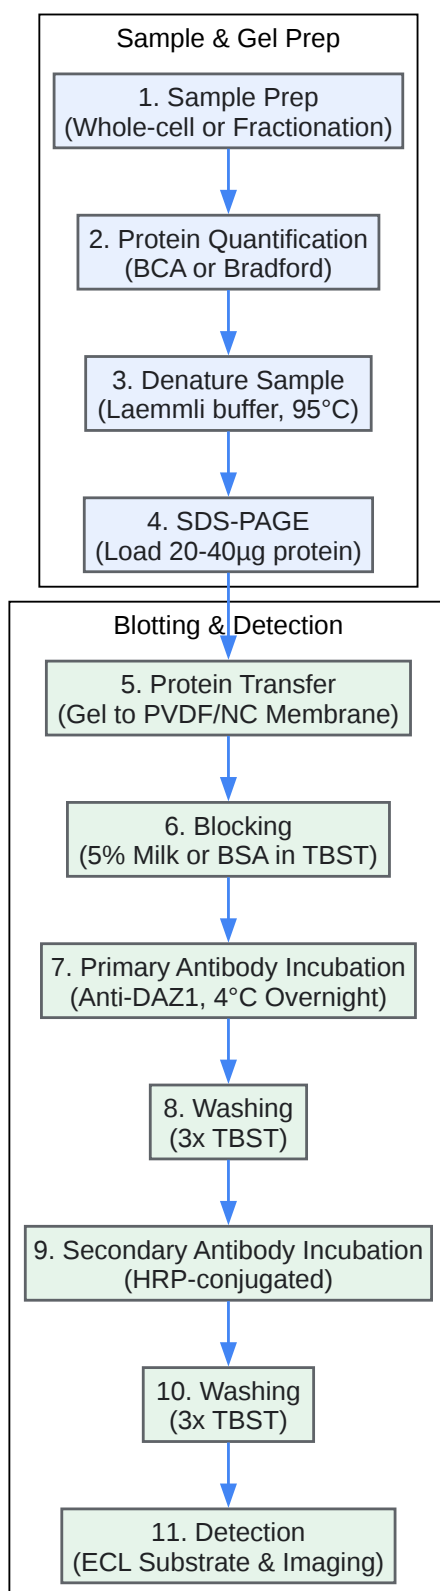 Sample & Gel Prep
1. Sample Prep
(Whole-cell or Fractionation)
2. Protein Quantification
(BCA or Bradford)
3. Denature Sample
(Laemmli buffer, 95°C)
4. SDS-PAGE
(Load 20-40µg protein)
Blotting & Detection
5. Protein Transfer
(Gel to PVDF/NC Membrane)
6. Blocking
(5% Milk or BSA in TBST)
7. Primary Antibody Incubation
(Anti-DAZ1, 4°C Overnight)
8. Washing
(3x TBST)
9. Secondary Antibody Incubation
(HRP-conjugated)
10. Washing
(3x TBST)
11. Detection
(ECL Substrate & Imaging)